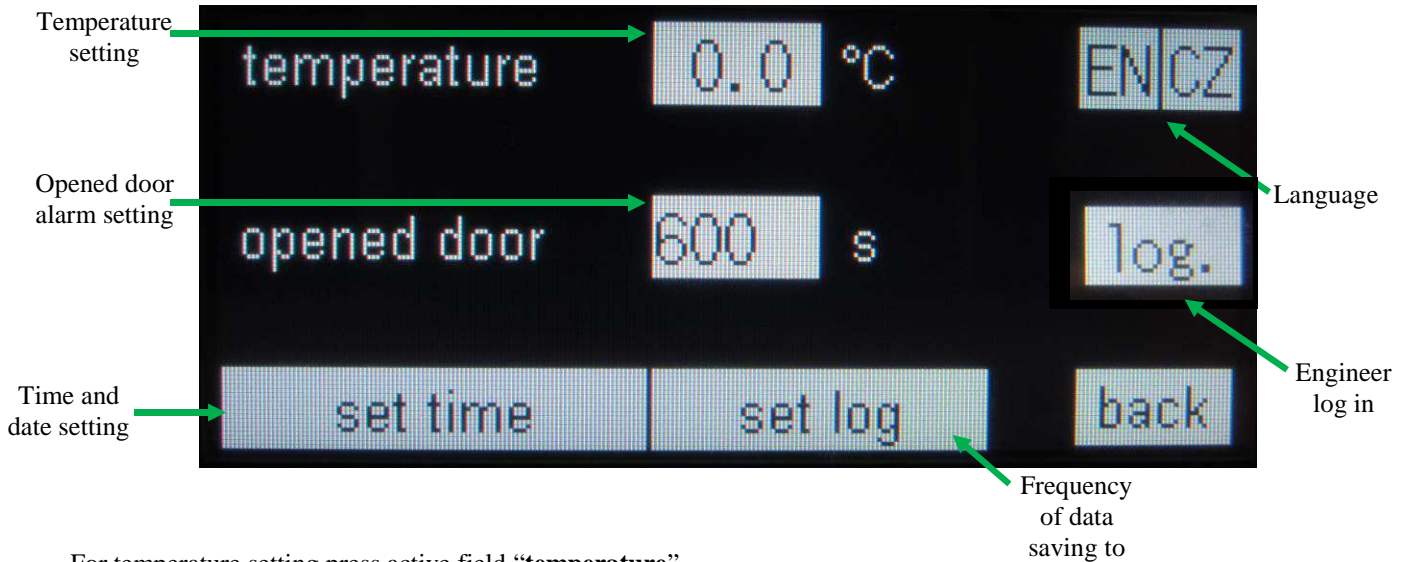 Temperature
setting
temperature 0.0 °C EN CZ
Opened door
alarm setting
Language
opened door 600 s log.
Engineer
log in
Time and
date setting
set time set log back
Frequency
of data
saving to
For temperature setting press active field “temperature”